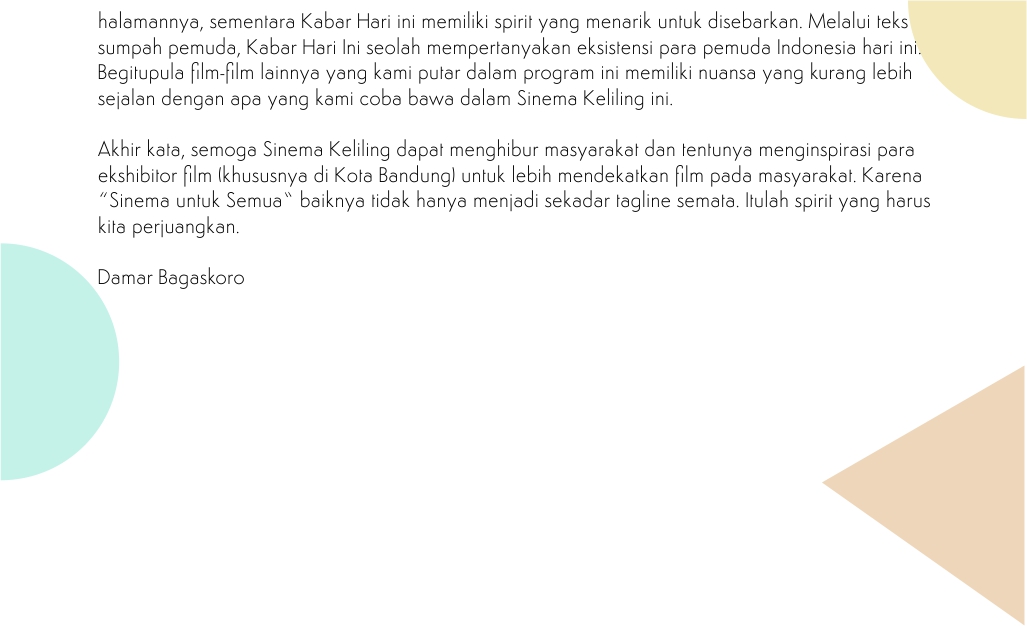 halamannya, sementara Kabar Hari ini memiliki spirit yang menarik untuk disebarkan. Melalui teks
sumpah pemuda, Kabar Hari Ini seolah mempertanyakan eksistensi para pemuda Indonesia hari ini.
Begitupula film-film lainnya yang kami putar dalam program ini memiliki nuansa yang kurang lebih
sejalan dengan apa yang kami coba bawa dalam Sinema Keliling ini.
Akhir kata, semoga Sinema Keliling dapat menghibur masyarakat dan tentunya menginspirasi para
ekshibitor film (khususnya di Kota Bandung) untuk lebih mendekatkan film pada masyarakat. Karena
“Sinema untuk Semua“ baiknya tidak hanya menjadi sekadar tagline semata. Itulah spirit yang harus
kita perjuangkan.
Damar Bagaskoro